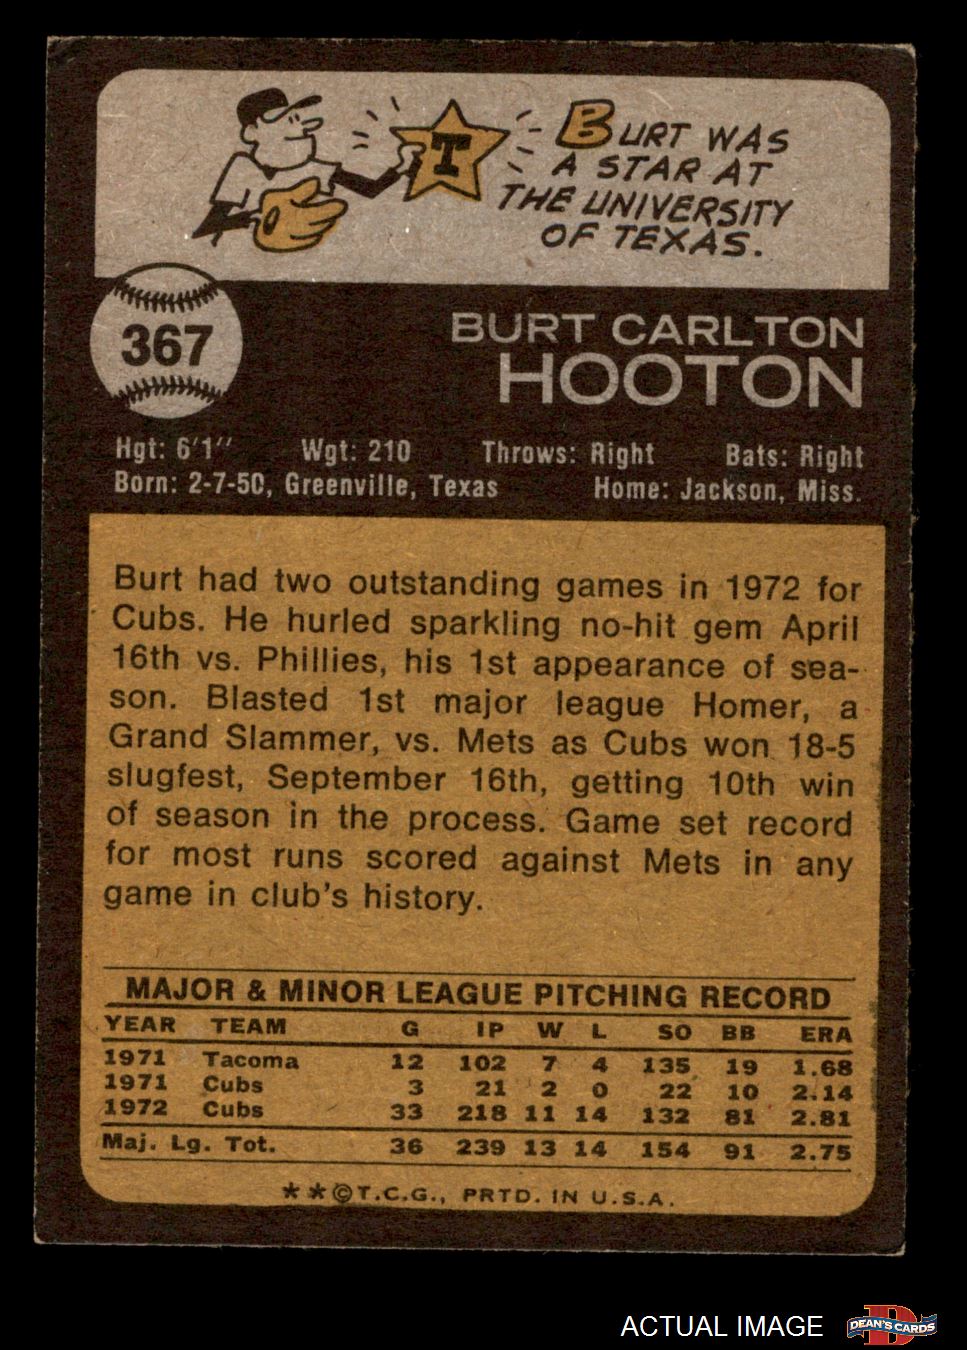 T
BURT WAS
A STAR AT
THE UNIVERSITY
OF TEXAS.
367
BURT CARLTON
HOOTON
Hgt: 6'1" Wgt: 210 Throws: Right Bats: Right
Born: 2-7-50, Greenville, Texas Home: Jackson, Miss.
Burt had two outstanding games in 1972 for
Cubs. He hurled sparkling no-hit gem April
16th vs. Phillies, his 1st appearance of sea-
son. Blasted 1st major league Homer, a
Grand Slammer, vs. Mets as Cubs won 18-5
slugfest, September 16th, getting 10th win
of season in the process. Game set record
for most runs scored against Mets in any
game in club's history.
MAJOR & MINOR LEAGUE PITCHING RECORD
YEAR TEAM G IP W L SO BB ERA
1971 Tacoma 12 102 7 4 135 19 1.68
1971 Cubs 3 21 2 0 22 10 2.14
1972 Cubs 33 218 11 14 132 81 2.81
Maj. Lg. Tot. 36 239 13 14 154 91 2.75
**©T.C.G., PRTD. IN U.S.A.
ACTUAL IMAGE
D
DEAN'S CARDS